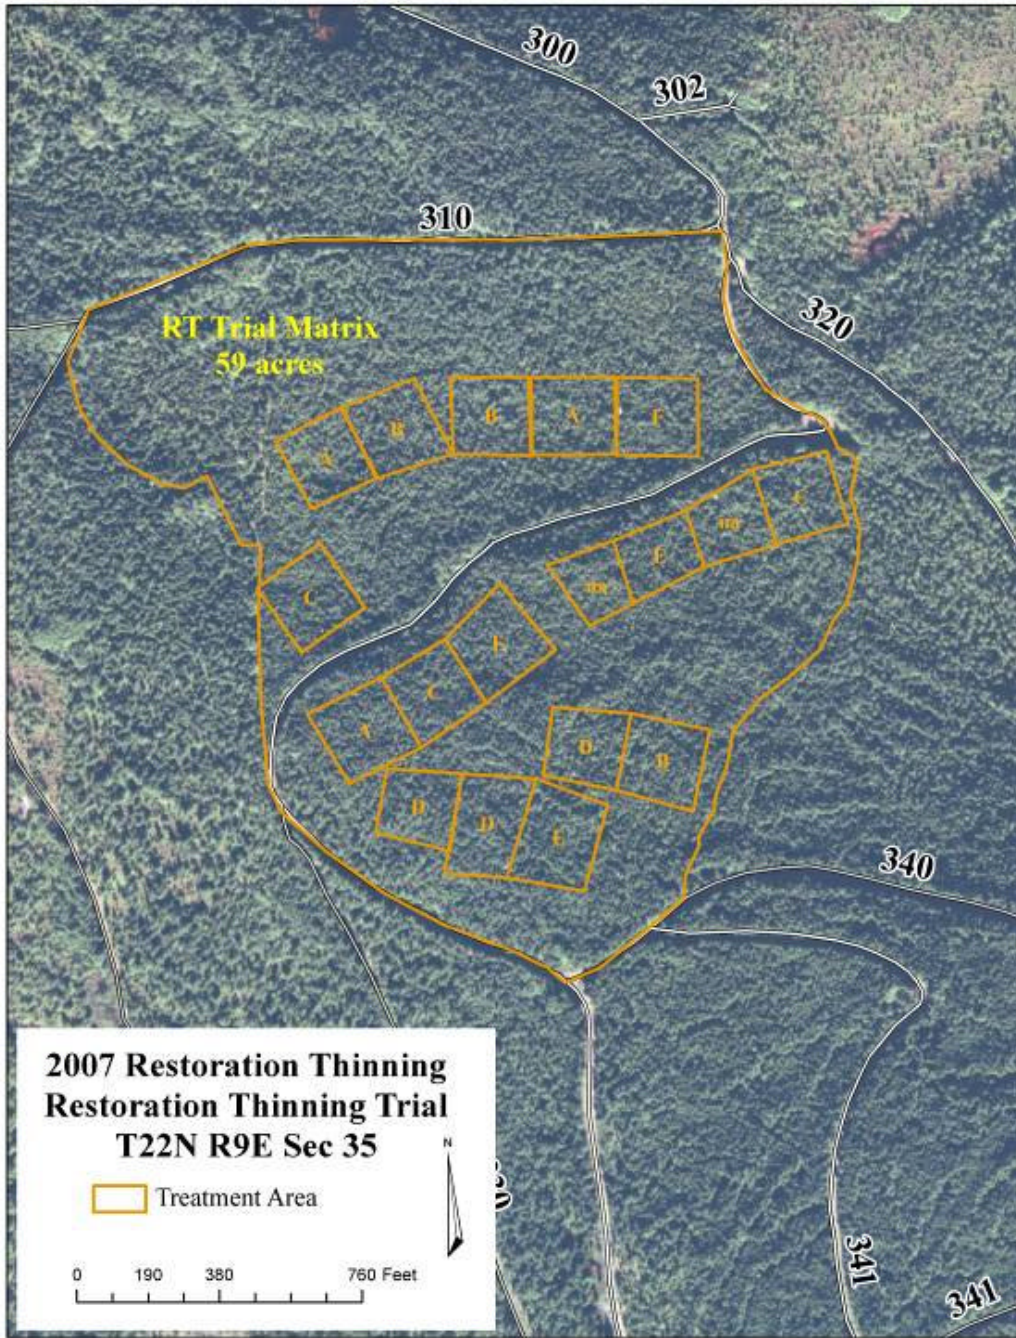 300
302
310
320
RT Trial Matrix
59 acres
B
B
A
F
A
C
C
D
B
D
D
E
340
2007 Restoration Thinning
Restoration Thinning Trial
T22N R9E Sec 35
N
Treatment Area
0 190 380 760 Feet
341
341